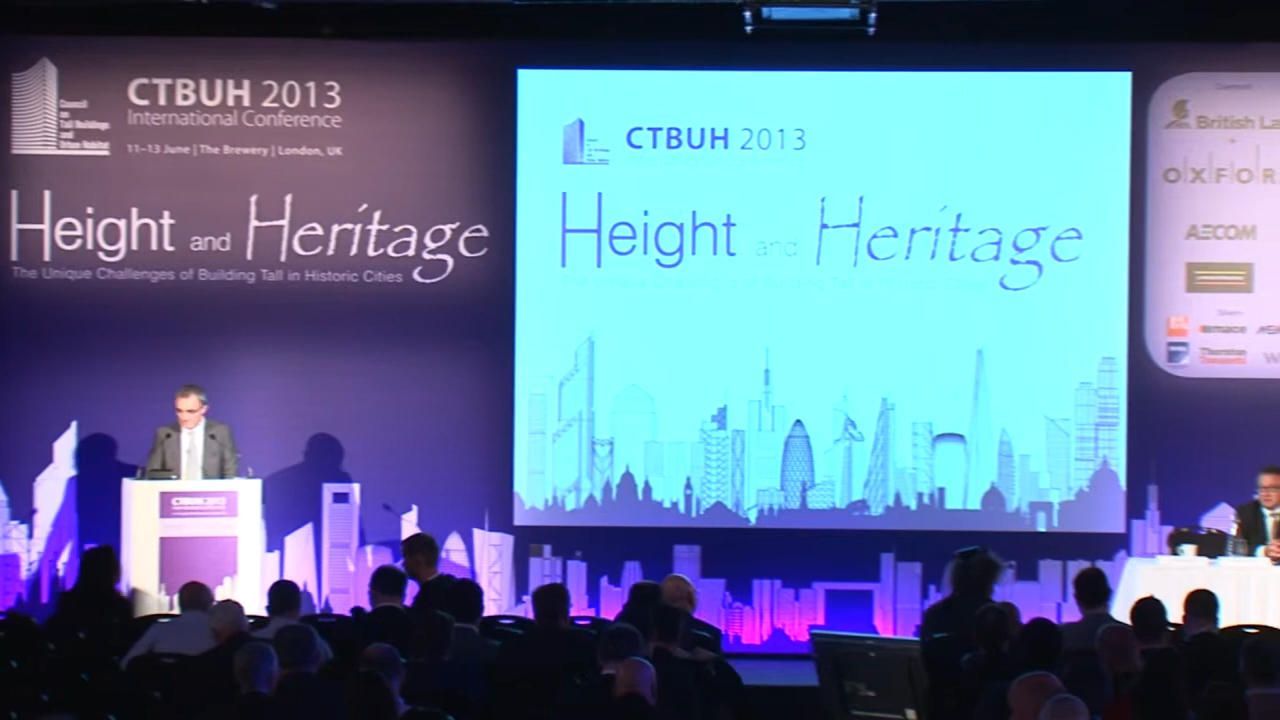 Council
on
Tall Buildings
and
Urban Habitat
CTBUH 2013
International Conference
11–13 June | The Brewery | London, UK
Height and Heritage
The Unique Challenges of Building Tall in Historic Cities
CTBUH 2013
Height and Heritage
CTBUH 2013
British La
+
OXFOR
AECOM
Thornton